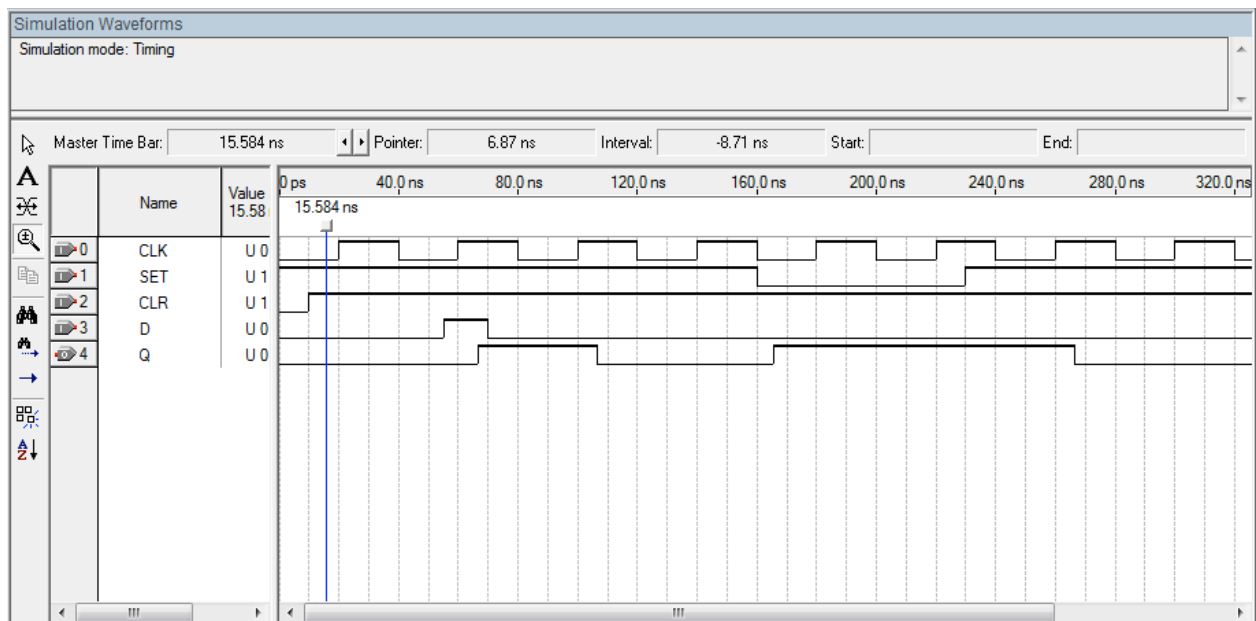 Simulation Waveforms
Simulation mode: Timing
Master Time Bar: 15.584 ns Pointer: 6.87 ns Interval: -8.71 ns Start: End:
Name Value 15.58
0 ps 40.0 ns 80.0 ns 120.0 ns 160.0 ns 200.0 ns 240.0 ns 280.0 ns 320.0 ns
15.584 ns
0 CLK U 0
1 SET U 1
2 CLR U 1
3 D U 0
4 Q U 0